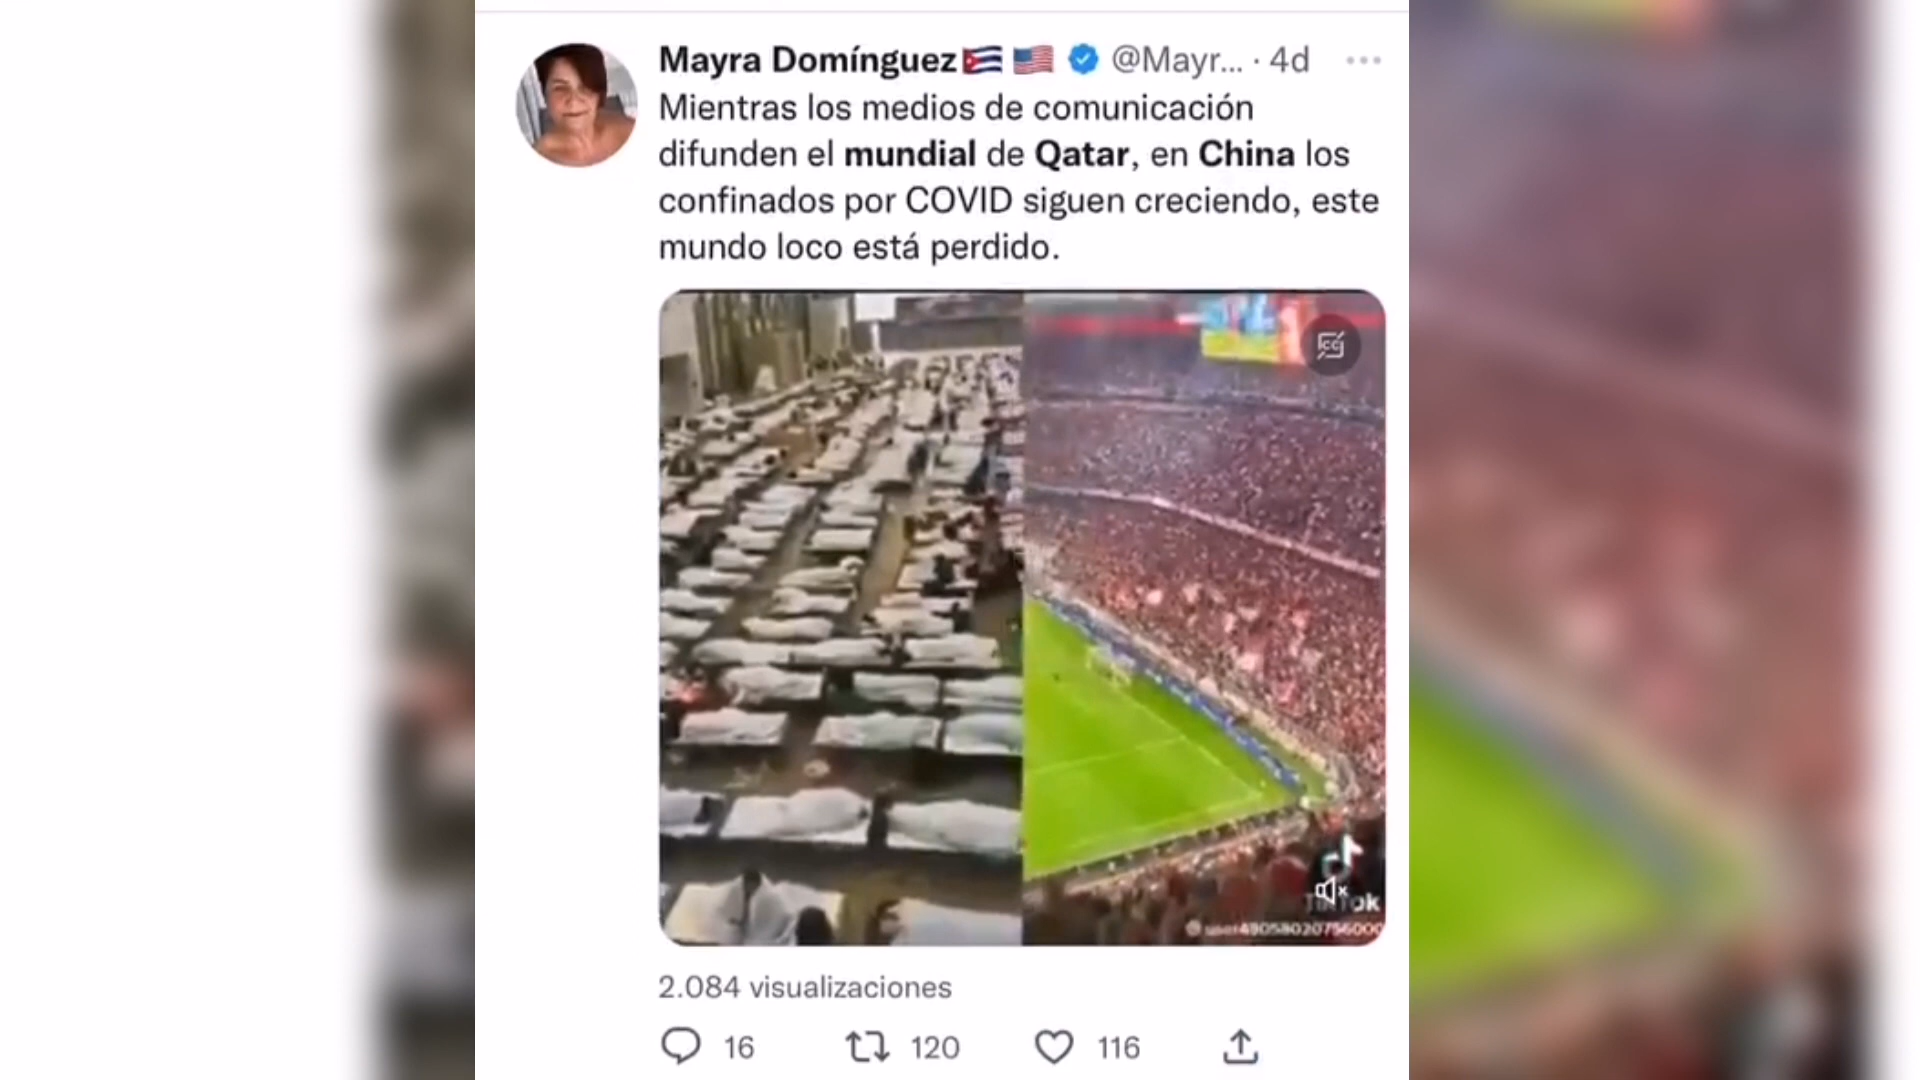 Mayra Domínguez @Mayr... · 4d
Mientras los medios de comunicación
difunden el mundial de Qatar, en China los
confinados por COVID siguen creciendo, este
mundo loco está perdido.
TikTok
2.084 visualizaciones
16 120 116